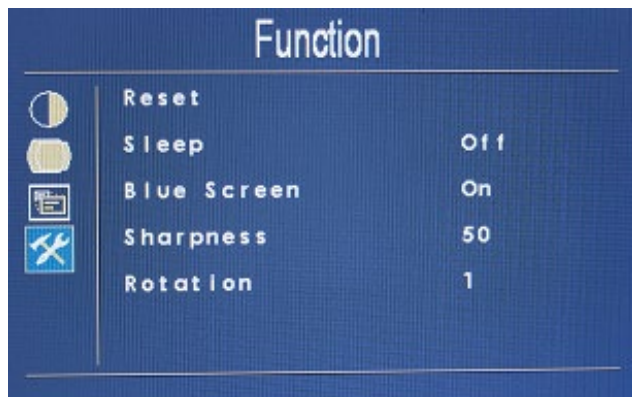 Function
Reset
Sleep Off
Blue Screen On
Sharpness 50
Rotation 1